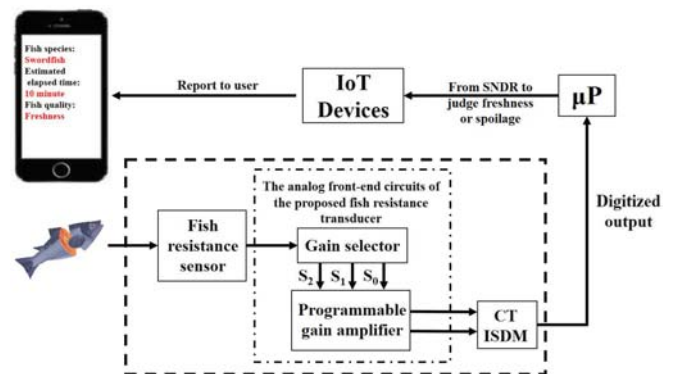 Fish species:
Swordfish
Estimated
elapsed time:
10 minute
Fish quality:
Freshness
Report to user
IoT
Devices
From SNDR to
judge freshness
or spoilage
μP
The analog front-end circuits of
the proposed fish resistance
transducer
Digitized
output
Fish
resistance
sensor
Gain selector
S2 S1 S0
Programmable
gain amplifier
CT
ISDM